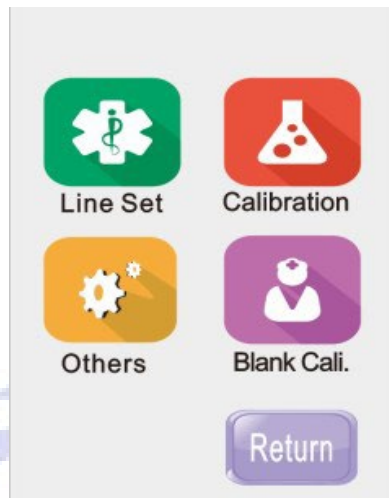 Line Set
Calibration
Others
Blank Cali.
Return